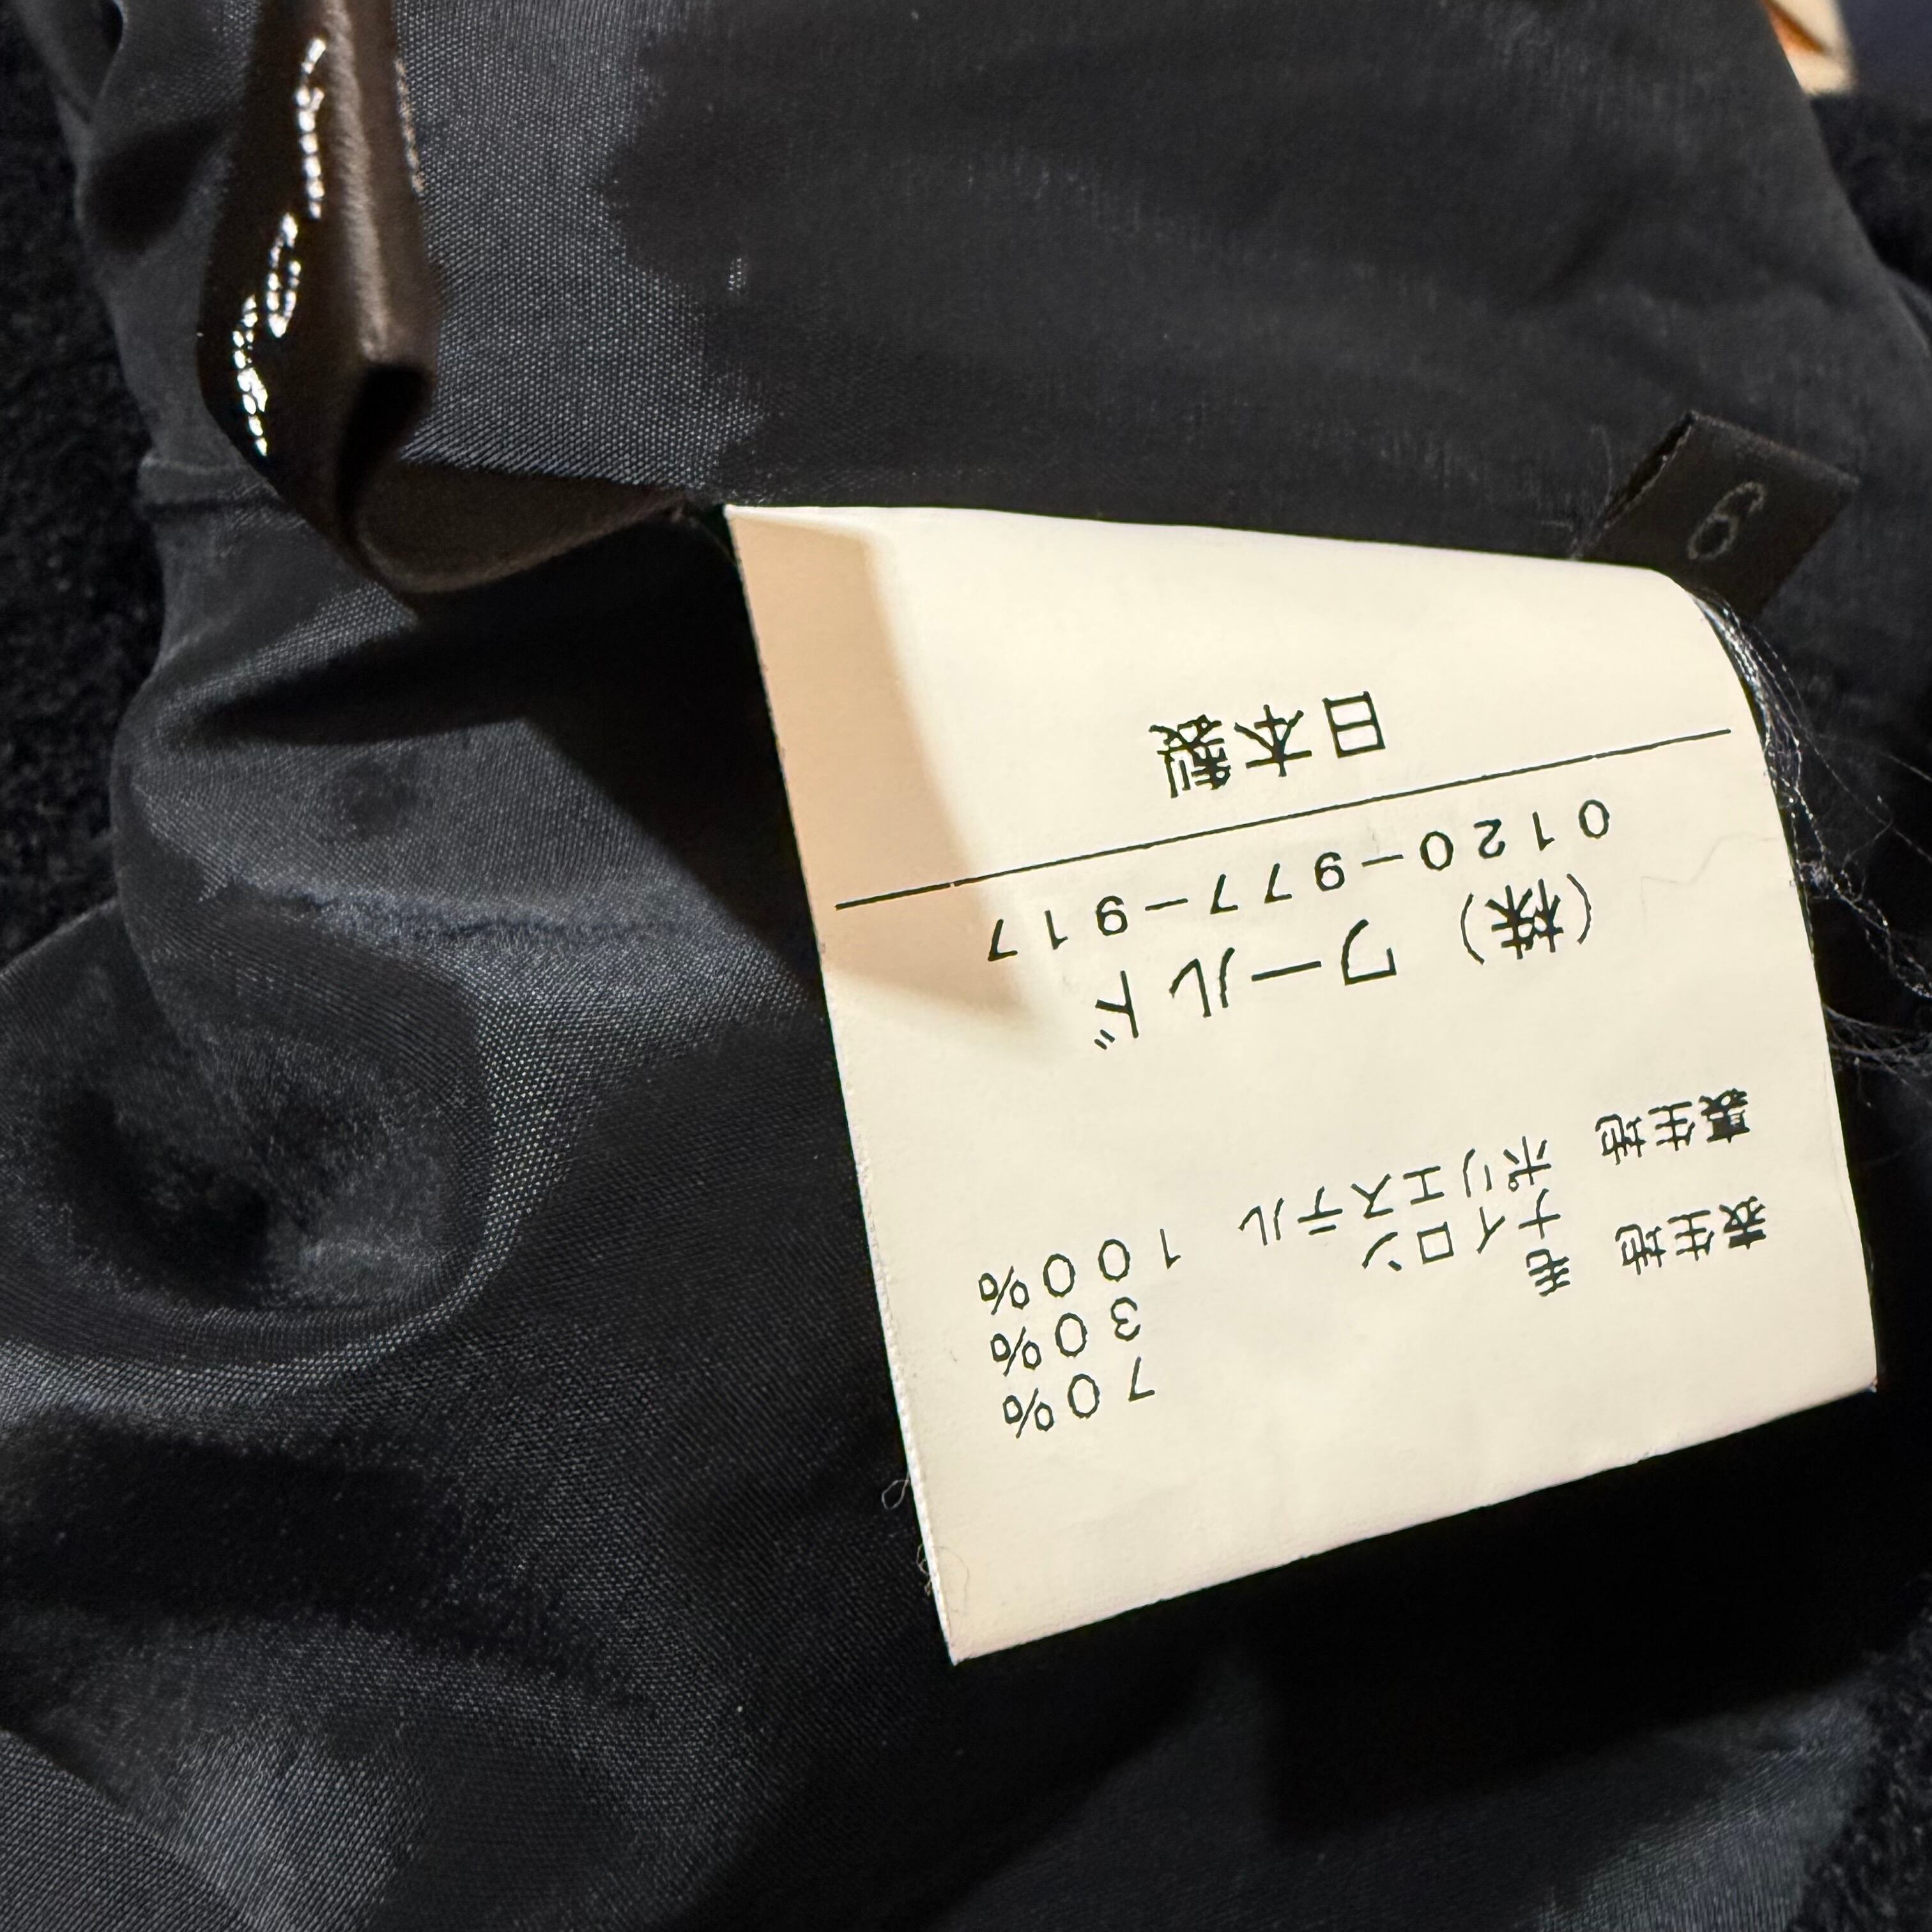 表生地 毛 70%
ナイロン 30%
裏生地 ポリエステル 100%
(株) ワールド
0120-977-917
日本製
9